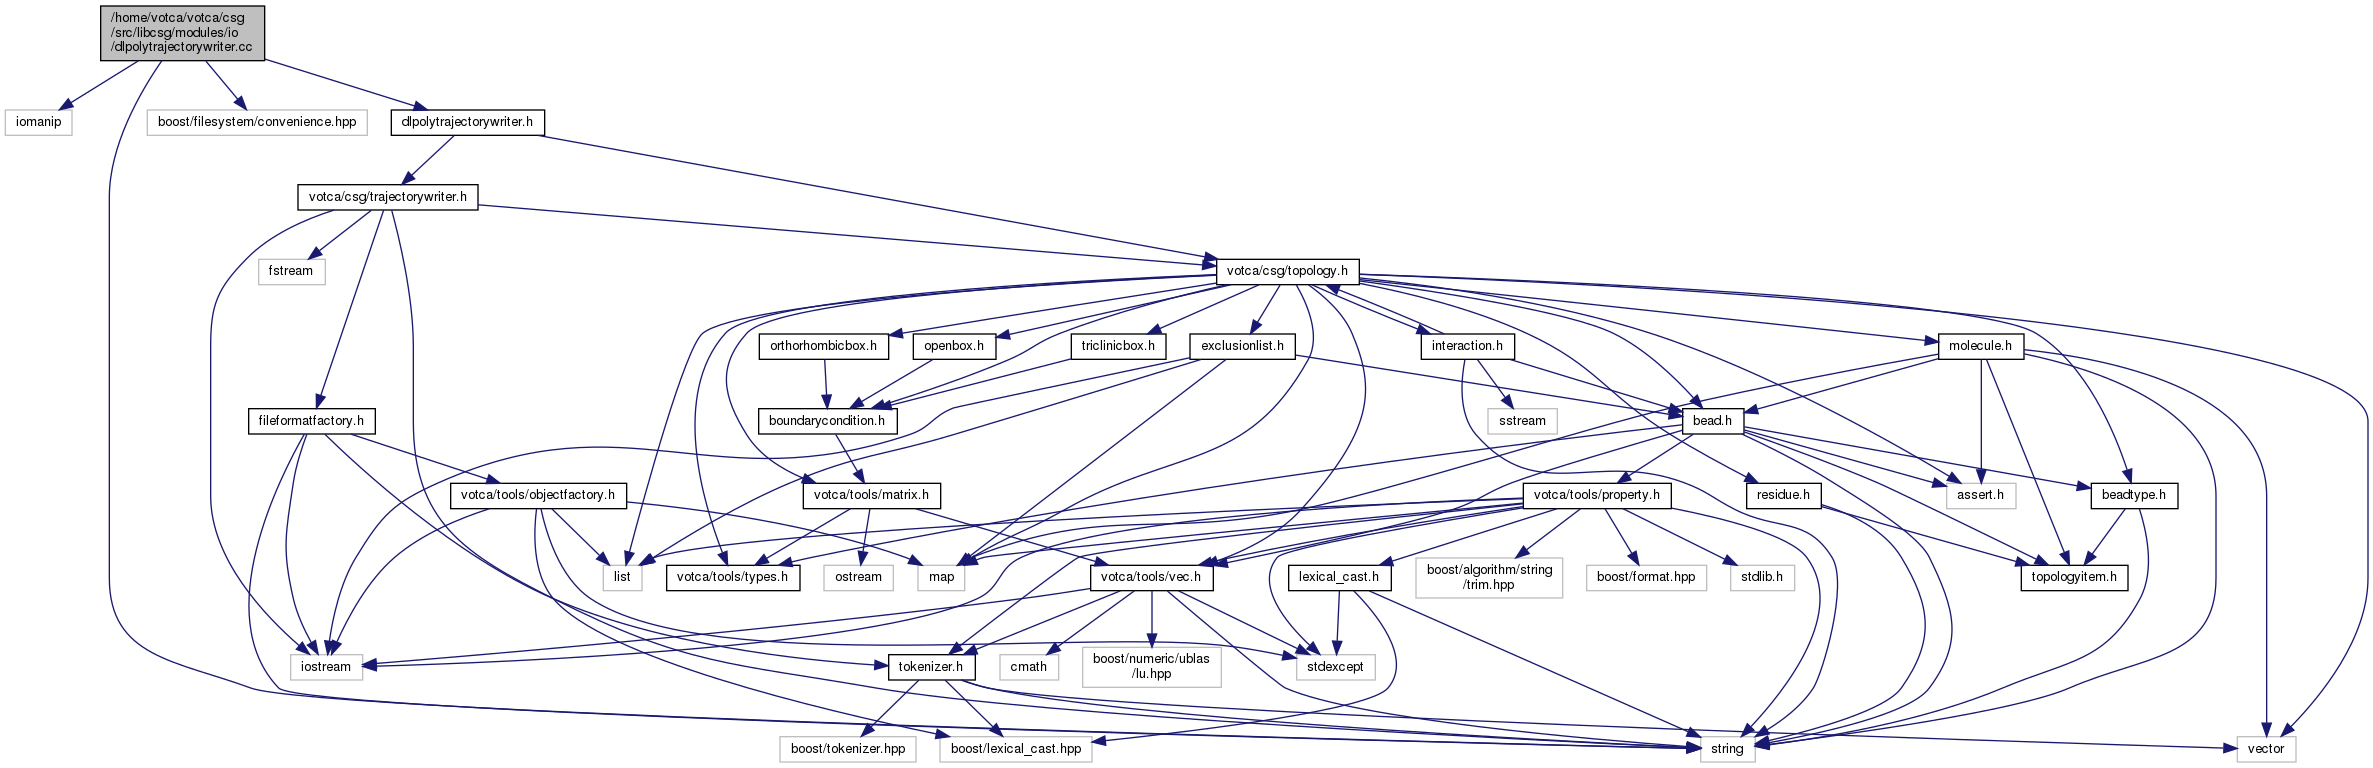 /home/votca/votca/csg
/src/libcsg/modules/io
/dlpolytrajectorywriter.cc
iomanip
boost/filesystem/convenience.hpp
dlpolytrajectorywriter.h
votca/csg/trajectorywriter.h
fstream
votca/csg/topology.h
orthorhombicbox.h
openbox.h
triclinicbox.h
exclusionlist.h
interaction.h
molecule.h
fileformatfactory.h
boundarycondition.h
sstream
bead.h
votca/tools/objectfactory.h
votca/tools/matrix.h
votca/tools/property.h
residue.h
assert.h
beadtype.h
list
votca/tools/types.h
ostream
map
votca/tools/vec.h
lexical_cast.h
boost/algorithm/string
/trim.hpp
boost/format.hpp
stdlib.h
topologyitem.h
iostream
tokenizer.h
cmath
boost/numeric/ublas
/lu.hpp
stdexcept
boost/tokenizer.hpp
boost/lexical_cast.hpp
string
vector